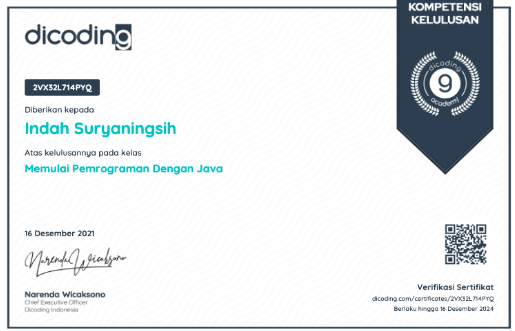 dicoding
KOMPETENSI
KELULUSAN
dicoding
academy
2VX32L714PYQ
Diberikan kepada
Indah Suryaningsih
Atas kelulusannya pada kelas
Memulai Pemrograman Dengan Java
16 Desember 2021
Narenda Wicaksono
Narenda Wicaksono
Chief Executive Officer
Dicoding Indonesia
Verifikasi Sertifikat
dicoding.com/certificates/2VX32L714PYQ
Berlaku hingga 16 Desember 2024